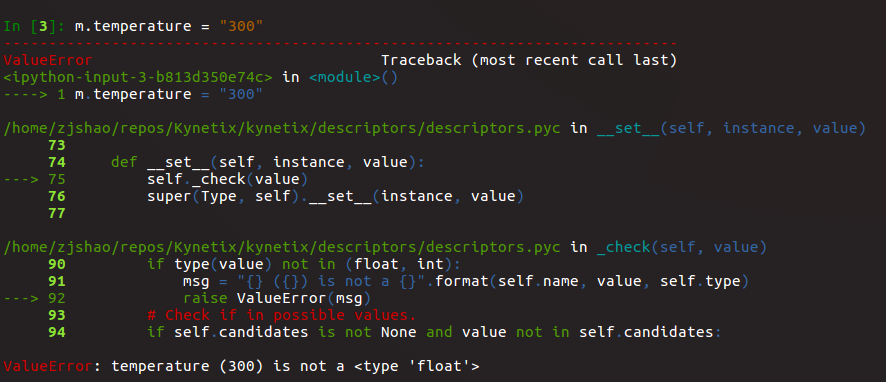 In [3]: m.temperature = "300"
---------------------------------------------------------------------------
ValueError                                Traceback (most recent call last)
<ipython-input-3-b813d350e74c> in <module>()
----> 1 m.temperature = "300"

/home/zjshao/repos/Kynetix/kynetix/descriptors/descriptors.pyc in __set__(self, instance, value)
     73
     74     def __set__(self, instance, value):
---> 75         self._check(value)
     76         super(Type, self).__set__(instance, value)
     77

/home/zjshao/repos/Kynetix/kynetix/descriptors/descriptors.pyc in _check(self, value)
     90         if type(value) not in (float, int):
     91             msg = "{} ({}) is not a {}".format(self.name, value, self.type)
---> 92             raise ValueError(msg)
     93         # Check if in possible values.
     94         if self.candidates is not None and value not in self.candidates:

ValueError: temperature (300) is not a <type 'float'>